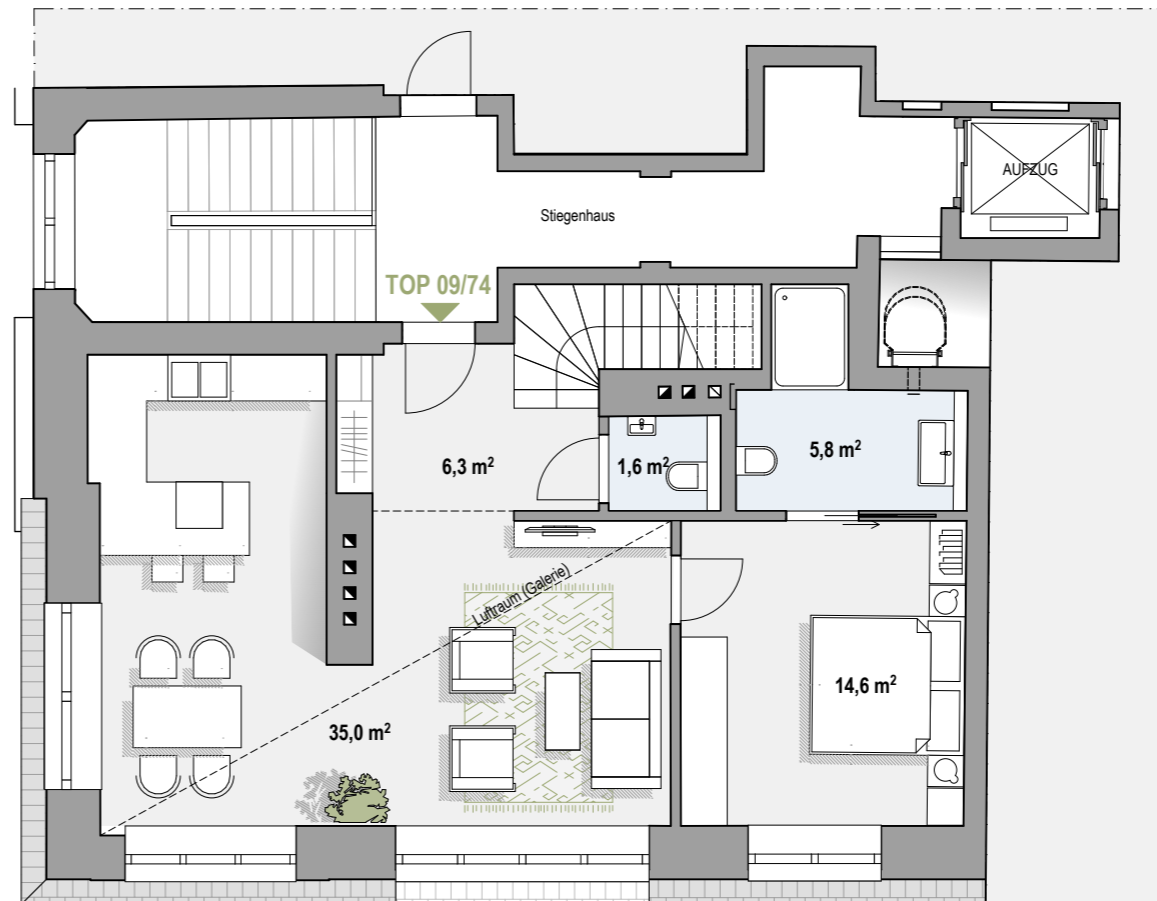 AUFZUG
Stiegenhaus
TOP 09/74
6,3 m²
1,6 m²
5,8 m²
Luftraum (Galerie)
14,6 m²
35,0 m²